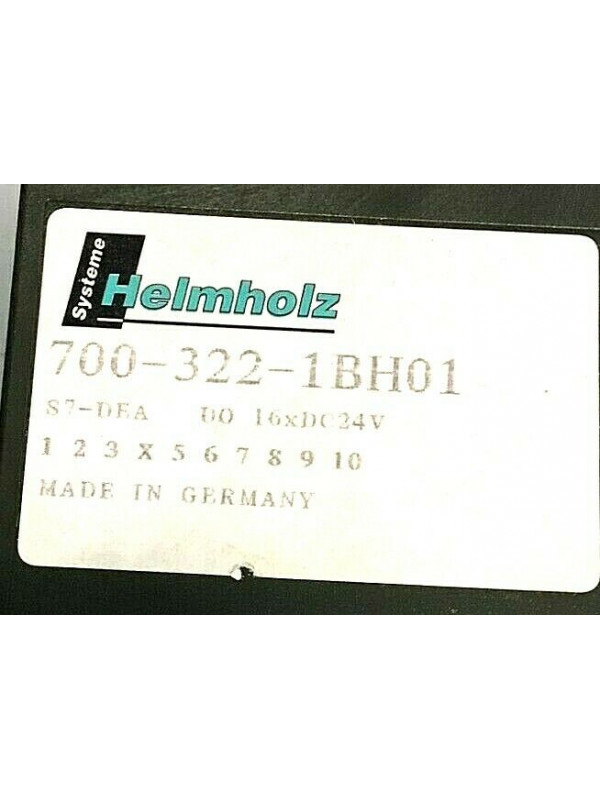 Systeme
Helmholz
700-322-1BH01
S7-DEA DO 16xDC24V
1 2 3 X 5 6 7 8 9 10
MADE IN GERMANY